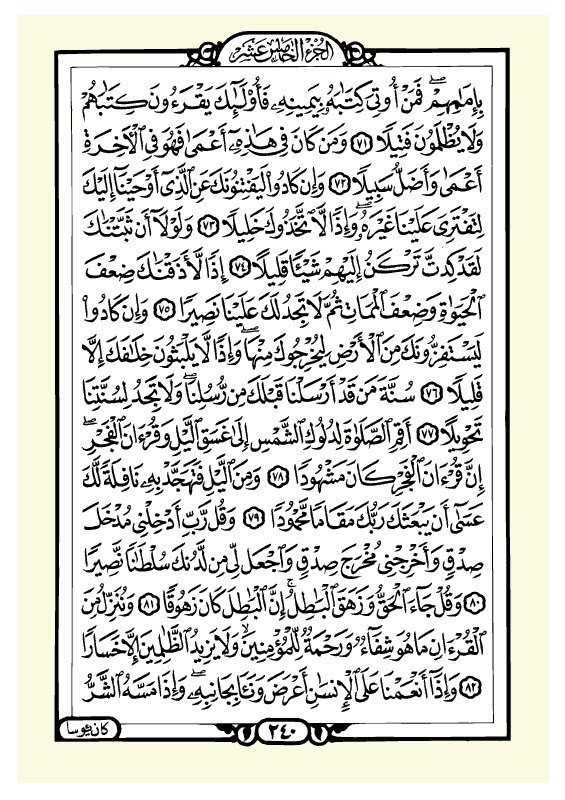 الجزء الخامس عشر
بِإِمَٰمِهِمۡۖ فَمَنۡ أُوتِيَ كِتَٰبَهُۥ بِيَمِينِهِۦ فَأُوْلَٰٓئِكَ يَقۡرَءُونَ كِتَٰبَهُمۡ
وَلَا يُظۡلَمُونَ فَتِيلٗا ٧١ وَمَن كَانَ فِي هَٰذِهِۦٓ أَعۡمَىٰ فَهُوَ فِي ٱلۡأٓخِرَةِ
أَعۡمَىٰ وَأَضَلُّ سَبِيلٗا ٧٢ وَإِن كَادُواْ لَيَفۡتِنُونَكَ عَنِ ٱلَّذِيٓ أَوۡحَيۡنَآ إِلَيۡكَ
لِتَفۡتَرِيَ عَلَيۡنَا غَيۡرَهُۥۖ وَإِذٗا لَّٱتَّخَذُوكَ خَلِيلٗا ٧٣ وَلَوۡلَآ أَن ثَبَّتۡنَٰكَ
لَقَدۡ كِدتَّ تَرۡكَنُ إِلَيۡهِمۡ شَيۡـٔٗا قَلِيلًا ٧٤ إِذٗا لَّأَذَقۡنَٰكَ ضِعۡفَ
ٱلۡحَيَوٰةِ وَضِعۡفَ ٱلۡمَمَاتِ ثُمَّ لَا تَجِدُ لَكَ عَلَيۡنَا نَصِيرٗا ٧٥ وَإِن كَادُواْ
لَيَسۡتَفِزُّونَكَ مِنَ ٱلۡأَرۡضِ لِيُخۡرِجُوكَ مِنۡهَاۖ وَإِذٗا لَّا يَلۡبَثُونَ خِلَٰفَكَ إِلَّا
قَلِيلٗا ٧٦ سُنَّةَ مَن قَدۡ أَرۡسَلۡنَا قَبۡلَكَ مِن رُّسُلِنَاۖ وَلَا تَجِدُ لِسُنَّتِنَا
تَحۡوِيلًا ٧٧ أَقِمِ ٱلصَّلَوٰةَ لِدُلُوكِ ٱلشَّمۡسِ إِلَىٰ غَسَقِ ٱلَّيۡلِ وَقُرۡءَانَ ٱلۡفَجۡرِۖ
إِنَّ قُرۡءَانَ ٱلۡفَجۡرِ كَانَ مَشۡهُودٗا ٧٨ وَمِنَ ٱلَّيۡلِ فَتَهَجَّدۡ بِهِۦ نَافِلَةٗ لَّكَ
عَسَىٰٓ أَن يَبۡعَثَكَ رَبُّكَ مَقَامٗا مَّحۡمُودٗا ٧٩ وَقُل رَّبِّ أَدۡخِلۡنِي مُدۡخَلَ
صِدۡقٖ وَأَخۡرِجۡنِي مُخۡرَجَ صِدۡقٖ وَٱجۡعَل لِّي مِن لَّدُنكَ سُلۡطَٰنٗا نَّصِيرٗا
٨٠ وَقُلۡ جَآءَ ٱلۡحَقُّ وَزَهَقَ ٱلۡبَٰطِلُۚ إِنَّ ٱلۡبَٰطِلَ كَانَ زَهُوقٗا ٨١ وَنُنَزِّلُ مِنَ
ٱلۡقُرۡءَانِ مَا هُوَ شِفَآءٞ وَرَحۡمَةٞ لِّلۡمُؤۡمِنِينَۙ وَلَا يَزِيدُ ٱلظَّٰلِمِينَ إِلَّا خَسَارٗا
٨٢ وَإِذَآ أَنۡعَمۡنَا عَلَى ٱلۡإِنسَٰنِ أَعۡرَضَ وَنَـَٔا بِجَانِبِهِۦ وَإِذَا مَسَّهُ ٱلشَّرُّ
٢٤٠